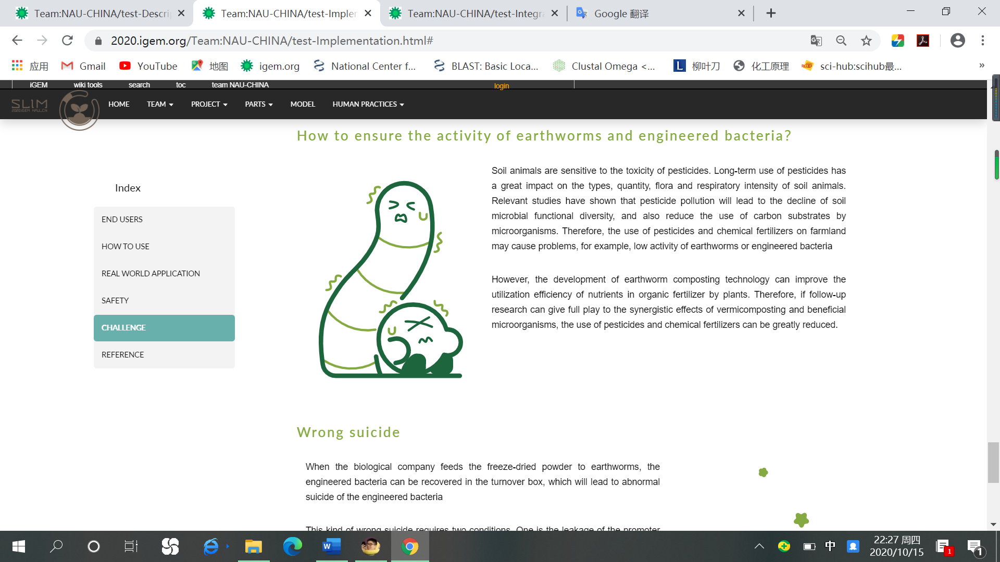 Team:NAU-CHINA/test-Descri
Team:NAU-CHINA/test-Implem
Team:NAU-CHINA/test-Integra
Google 翻译
2020.igem.org/Team:NAU-CHINA/test-Implementation.html#
应用 Gmail YouTube 地图 igem.org National Center f... BLAST: Basic Loca... Clustal Omega <... 柳叶刀 化工原理 sci-hub:scihub最... »
iGEM wiki tools search toc team NAU-CHINA login
SLIM
HOME TEAM PROJECT PARTS MODEL HUMAN PRACTICES
How to ensure the activity of earthworms and engineered bacteria?
Index
END USERS
HOW TO USE
REAL WORLD APPLICATION
SAFETY
CHALLENGE
REFERENCE
Soil animals are sensitive to the toxicity of pesticides. Long-term use of pesticides has
a great impact on the types, quantity, flora and respiratory intensity of soil animals.
Relevant studies have shown that pesticide pollution will lead to the decline of soil
microbial functional diversity, and also reduce the use of carbon substrates by
microorganisms. Therefore, the use of pesticides and chemical fertilizers on farmland
may cause problems, for example, low activity of earthworms or engineered bacteria
However, the development of earthworm composting technology can improve the
utilization efficiency of nutrients in organic fertilizer by plants. Therefore, if follow-up
research can give full play to the synergistic effects of vermicomposting and beneficial
microorganisms, the use of pesticides and chemical fertilizers can be greatly reduced.
Wrong suicide
When the biological company feeds the freeze-dried powder to earthworms, the
engineered bacteria can be recovered in the turnover box, which will lead to abnormal
suicide of the engineered bacteria
This kind of wrong suicide requires two conditions. One is the leakage of the promoter
中
22:27 周四
2020/10/15
1
1